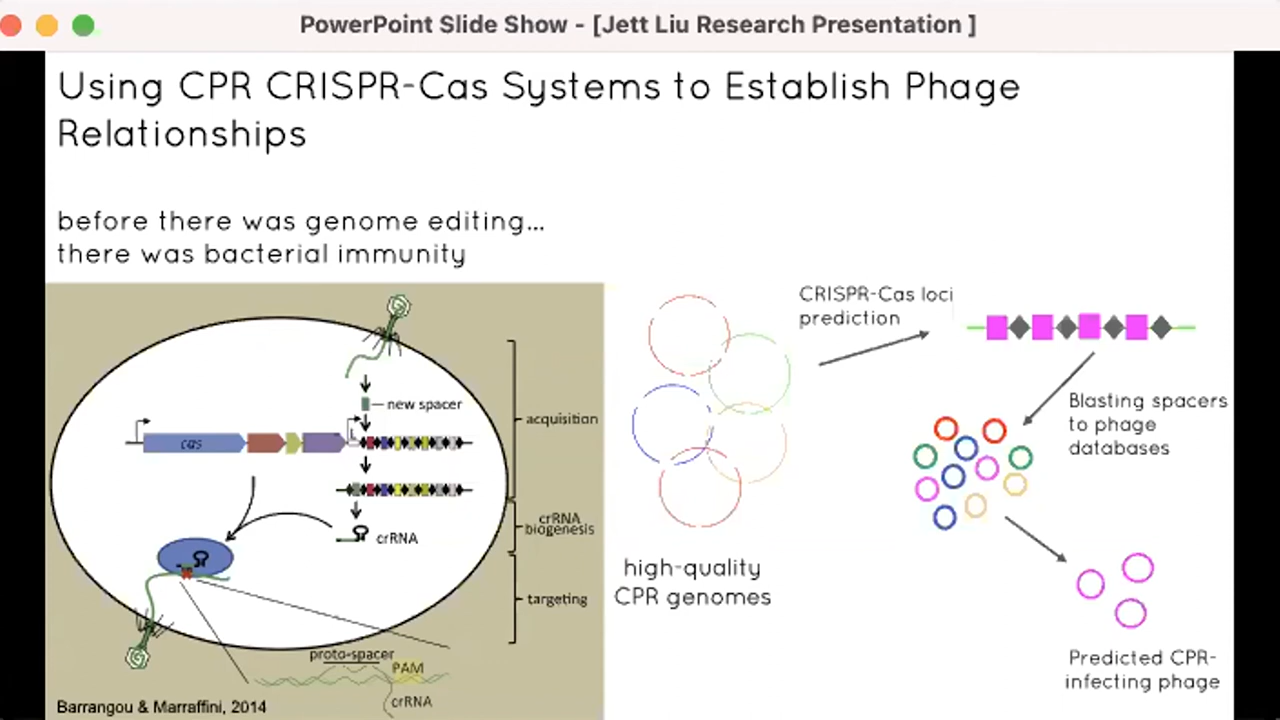 PowerPoint Slide Show - [Jett Liu Research Presentation ]
Using CPR CRISPR-Cas Systems to Establish Phage
Relationships
before there was genome editing...
there was bacterial immunity
new spacer
cas
acquisition
crRNA
biogenesis
crRNA
targeting
proto-spacer
PAM
crRNA
Barrangou & Marraffini, 2014
CRISPR-Cas loci
prediction
Blasting spacers
to phage
databases
high-quality
CPR genomes
Predicted CPR-
infecting phage